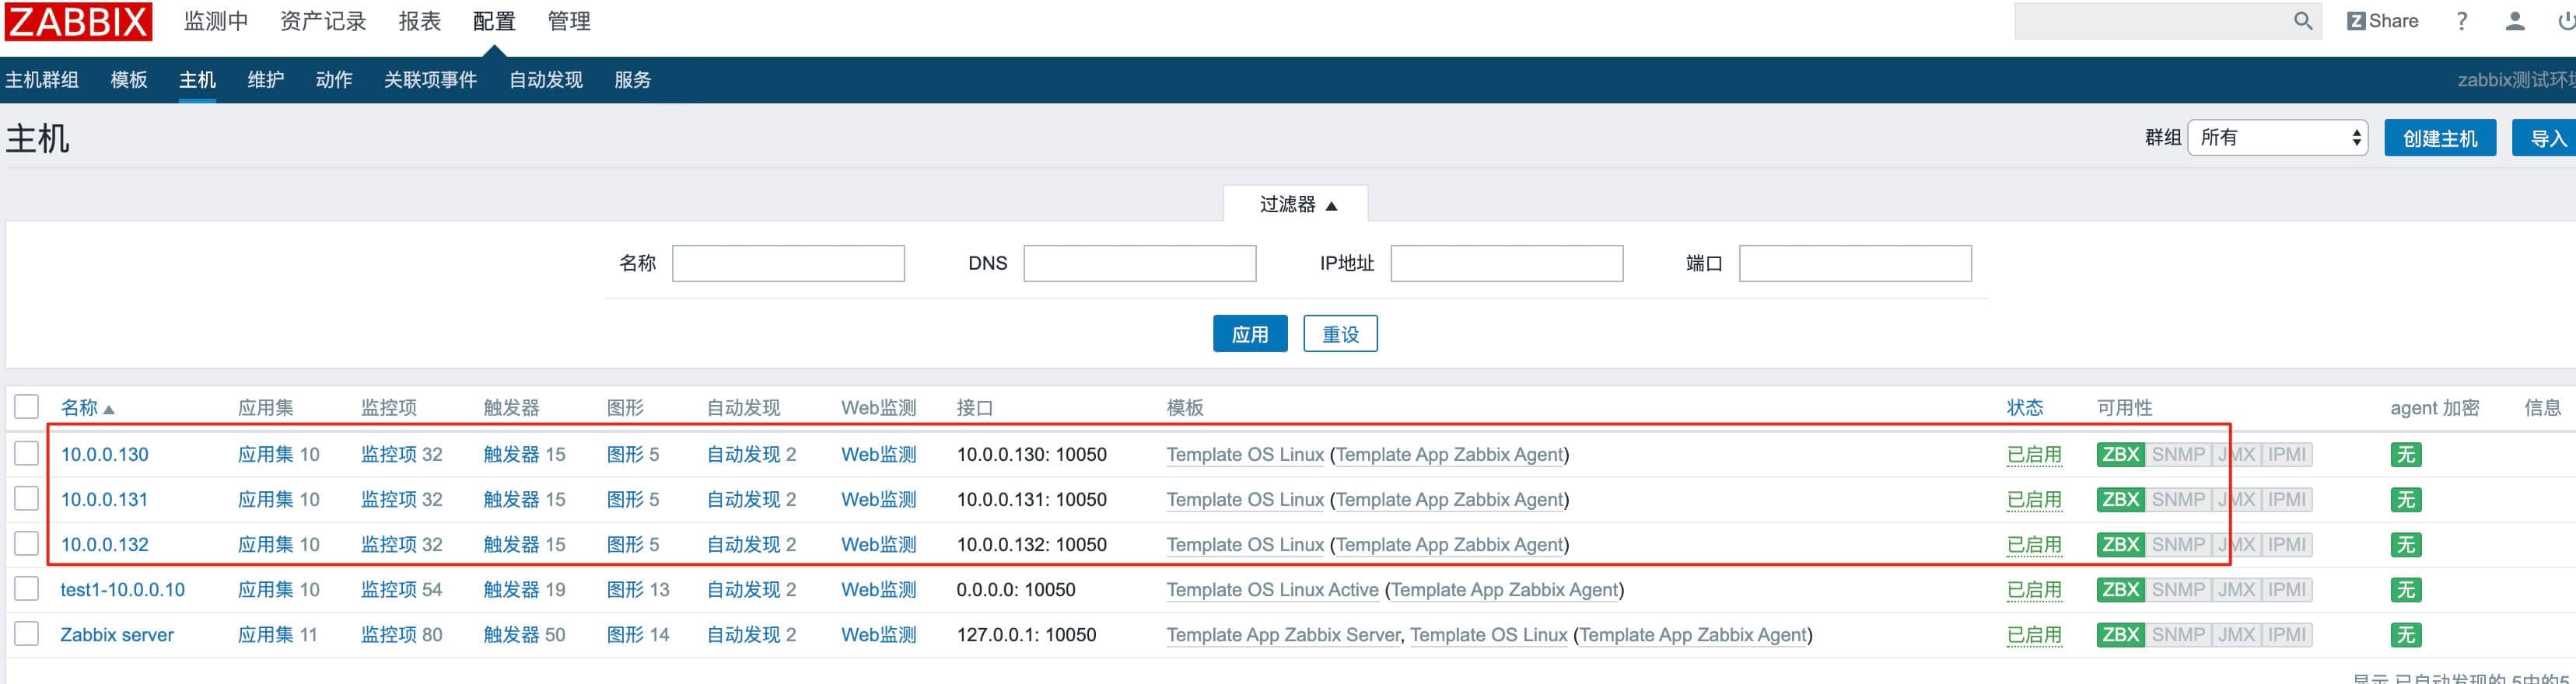 ZABBIX 监测中 资产记录 报表 配置 管理 Z Share ?
主机群组 模板 主机 维护 动作 关联项事件 自动发现 服务 zabbix测试环境
主机 群组 所有 创建主机 导入
过滤器 ▲
名称 DNS IP地址 端口
应用 重设
名称 ▲ 应用集 监控项 触发器 图形 自动发现 Web监测 接口 模板 状态 可用性 agent 加密 信息
10.0.0.130 应用集 10 监控项 32 触发器 15 图形 5 自动发现 2 Web监测 10.0.0.130: 10050 Template OS Linux (Template App Zabbix Agent) 已启用 ZBX SNMP JMX IPMI 无
10.0.0.131 应用集 10 监控项 32 触发器 15 图形 5 自动发现 2 Web监测 10.0.0.131: 10050 Template OS Linux (Template App Zabbix Agent) 已启用 ZBX SNMP JMX IPMI 无
10.0.0.132 应用集 10 监控项 32 触发器 15 图形 5 自动发现 2 Web监测 10.0.0.132: 10050 Template OS Linux (Template App Zabbix Agent) 已启用 ZBX SNMP JMX IPMI 无
test1-10.0.0.10 应用集 10 监控项 54 触发器 19 图形 13 自动发现 2 Web监测 0.0.0.0: 10050 Template OS Linux Active (Template App Zabbix Agent) 已启用 ZBX SNMP JMX IPMI 无
Zabbix server 应用集 11 监控项 80 触发器 50 图形 14 自动发现 2 Web监测 127.0.0.1: 10050 Template App Zabbix Server, Template OS Linux (Template App Zabbix Agent) 已启用 ZBX SNMP JMX IPMI 无
显示 已自动发现的 5中的5